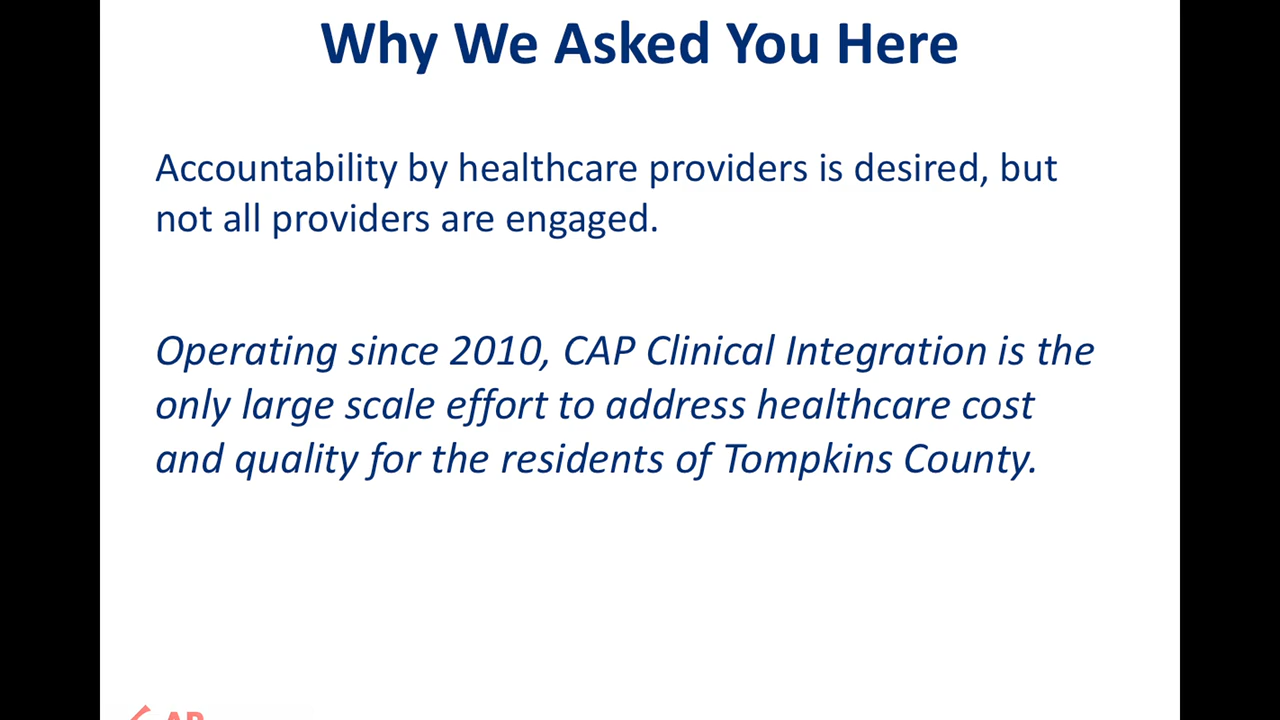 Why We Asked You Here
Accountability by healthcare providers is desired, but
not all providers are engaged.
Operating since 2010, CAP Clinical Integration is the
only large scale effort to address healthcare cost
and quality for the residents of Tompkins County.